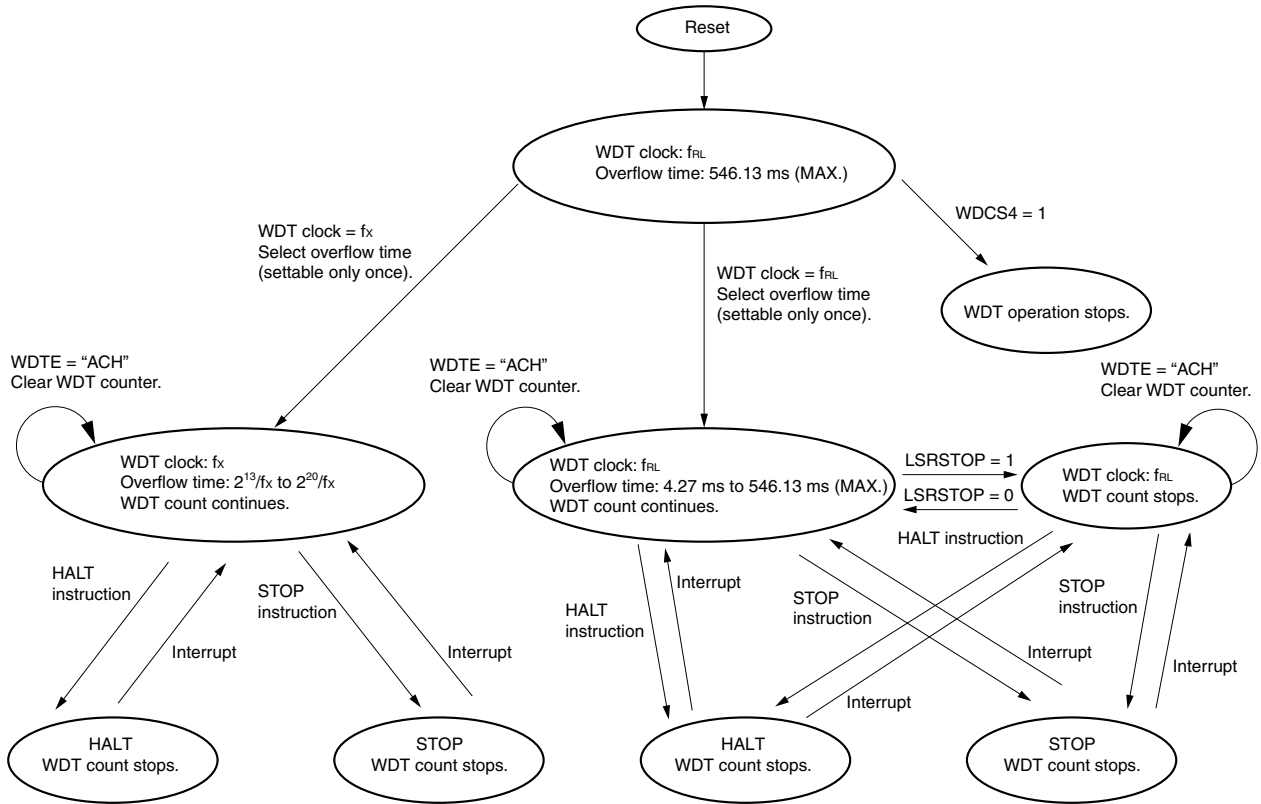 Reset
WDT clock: fRL
Overflow time: 546.13 ms (MAX.)
WDCS4 = 1
WDT clock = fX
Select overflow time
(settable only once).
WDT clock = fRL
Select overflow time
(settable only once).
WDT operation stops.
WDTE = “ACH”
Clear WDT counter.
WDTE = “ACH”
Clear WDT counter.
WDTE = “ACH”
Clear WDT counter.
WDT clock: fX
Overflow time: 2^13/fX to 2^20/fX
WDT count continues.
WDT clock: fRL
Overflow time: 4.27 ms to 546.13 ms (MAX.)
WDT count continues.
LSRSTOP = 1
LSRSTOP = 0
WDT clock: fRL
WDT count stops.
HALT instruction
HALT
instruction
STOP
instruction
Interrupt
Interrupt
HALT
instruction
Interrupt
STOP
instruction
STOP
instruction
Interrupt
Interrupt
Interrupt
HALT
WDT count stops.
STOP
WDT count stops.
HALT
WDT count stops.
STOP
WDT count stops.